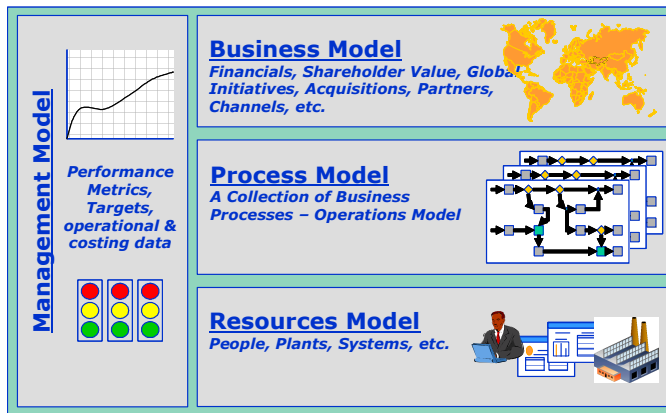 Management Model
Performance
Metrics,
Targets,
operational &
costing data
Business Model
Financials, Shareholder Value, Global
Initiatives, Acquisitions, Partners,
Channels, etc.
Process Model
A Collection of Business
Processes – Operations Model
Resources Model
People, Plants, Systems, etc.